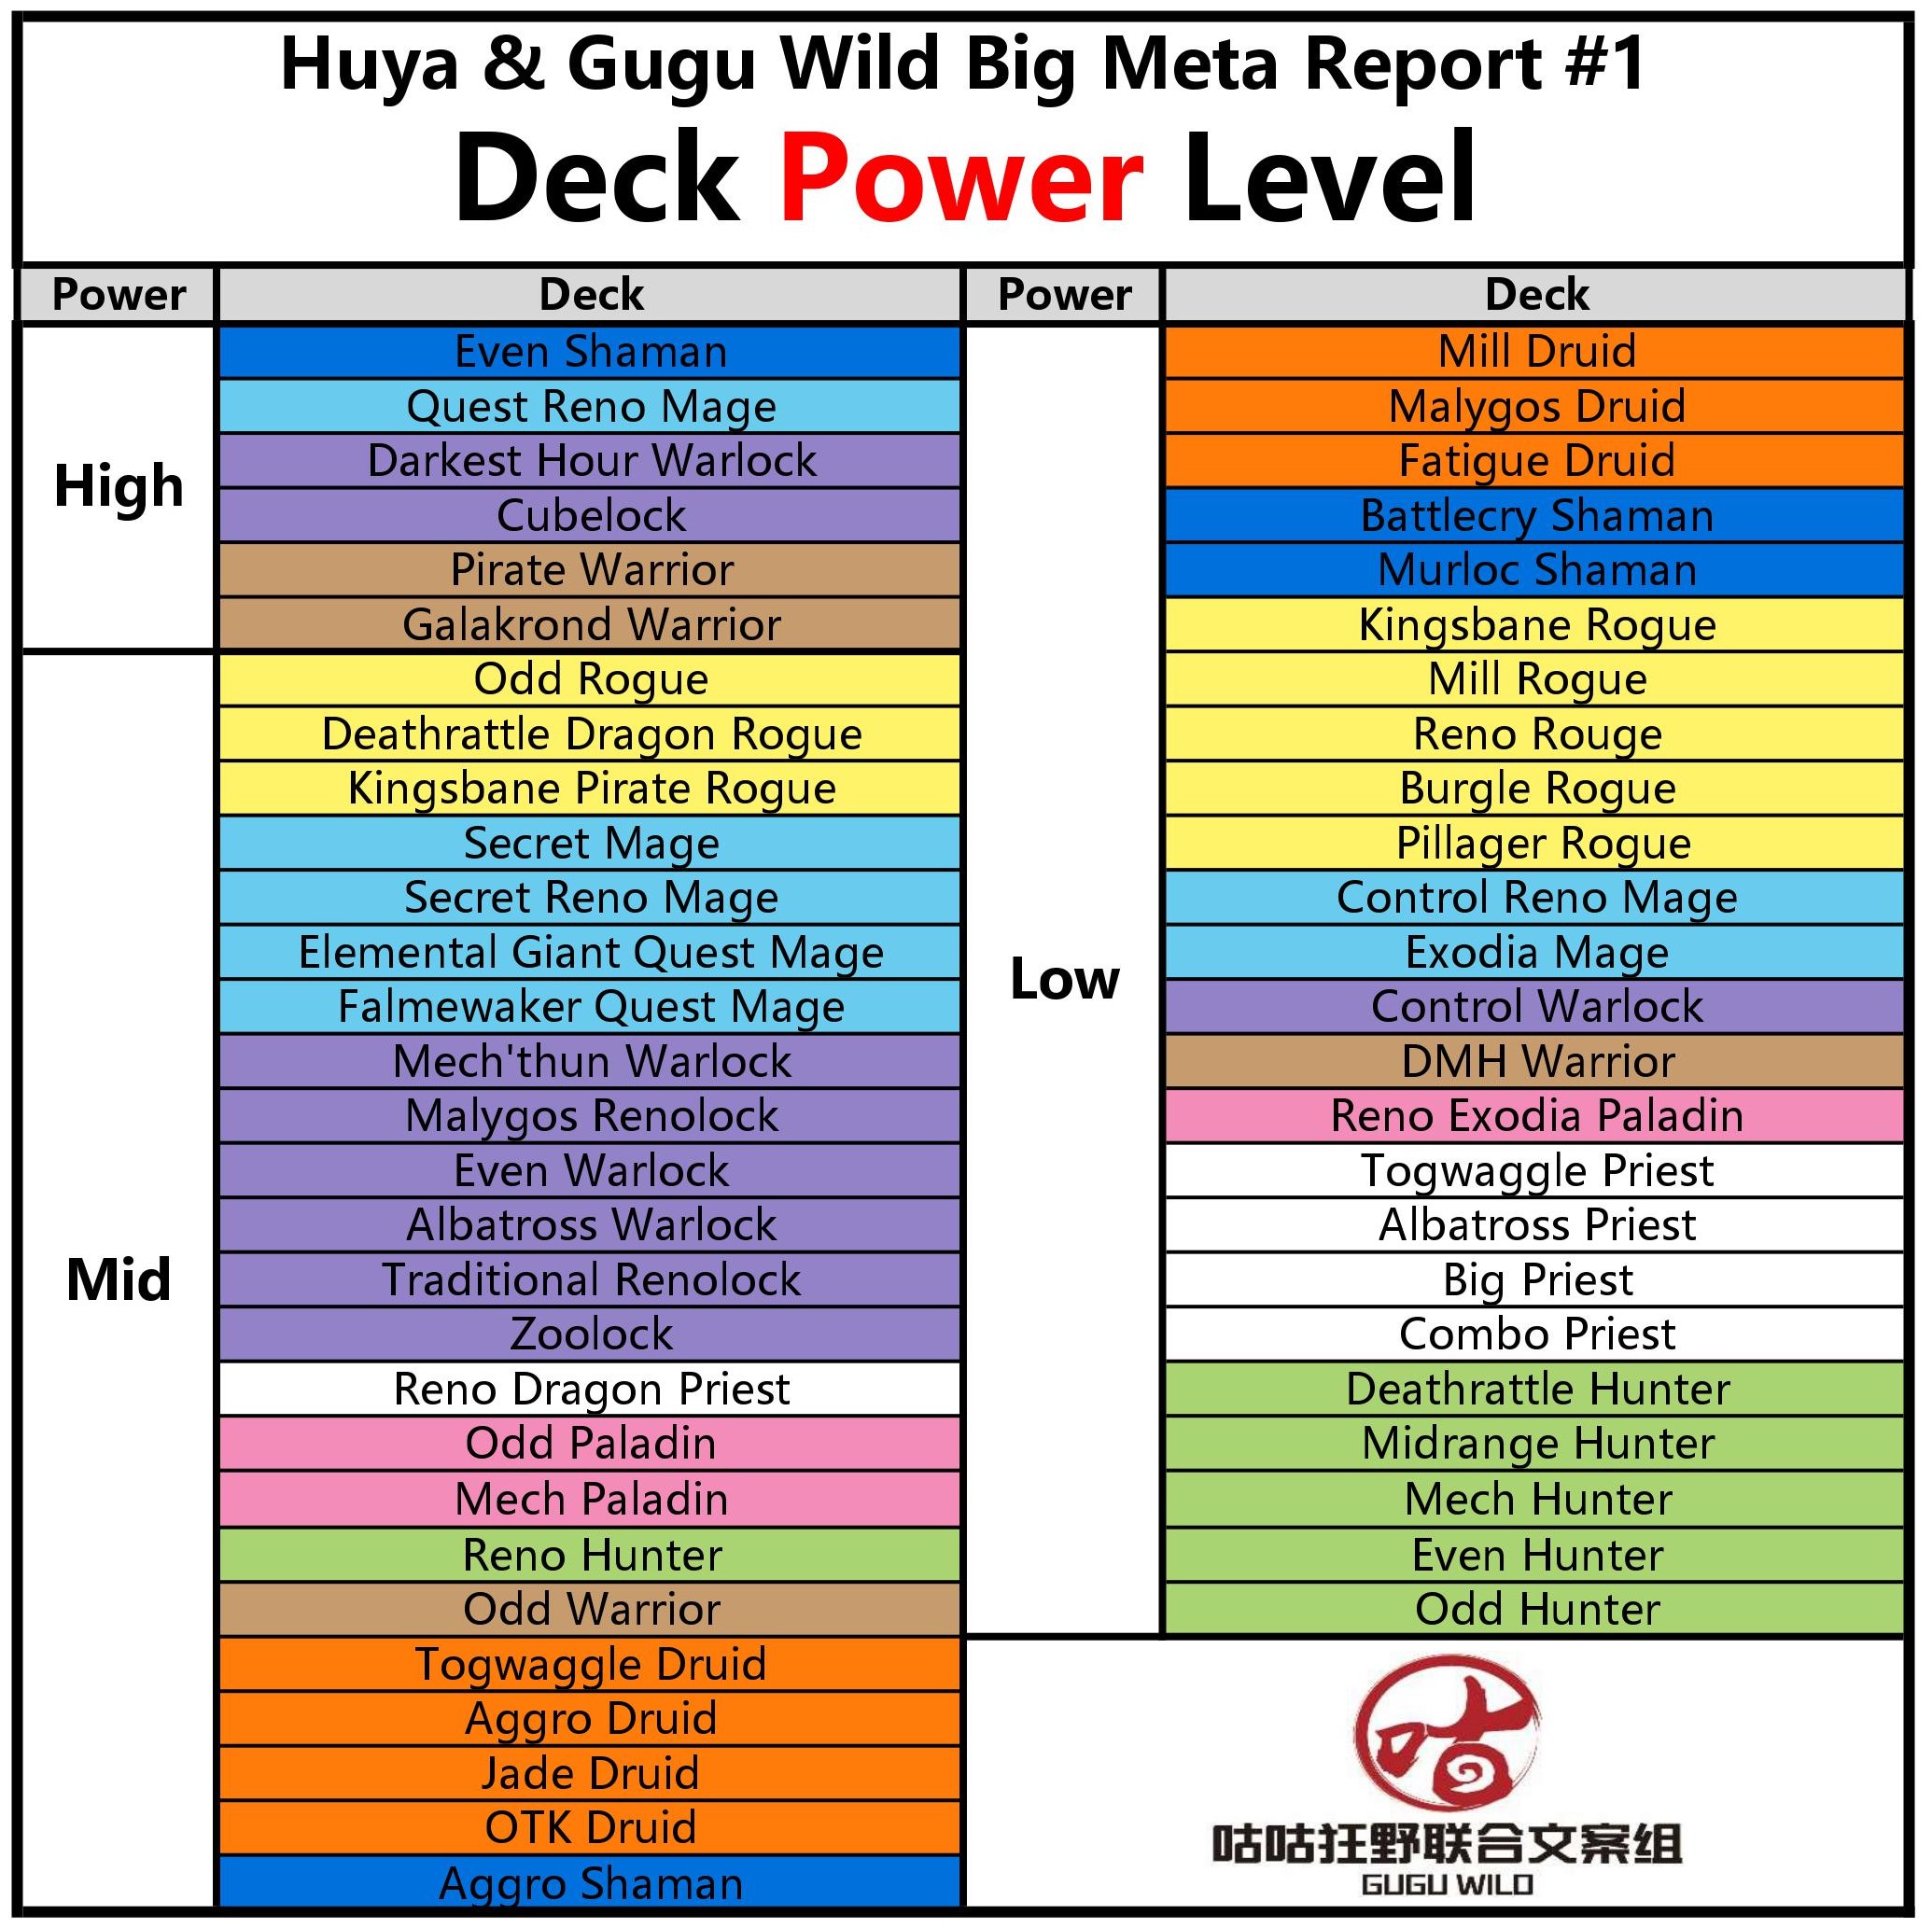 Huya & Gugu Wild Big Meta Report #1
Deck Power Level
Power
Deck
Power
Deck
High
Even Shaman
Quest Reno Mage
Darkest Hour Warlock
Cubelock
Pirate Warrior
Galakrond Warrior
Mid
Odd Rogue
Deathrattle Dragon Rogue
Kingsbane Pirate Rogue
Secret Mage
Secret Reno Mage
Elemental Giant Quest Mage
Falmewaker Quest Mage
Mech'thun Warlock
Malygos Renolock
Even Warlock
Albatross Warlock
Traditional Renolock
Zoolock
Reno Dragon Priest
Odd Paladin
Mech Paladin
Reno Hunter
Odd Warrior
Togwaggle Druid
Aggro Druid
Jade Druid
OTK Druid
Aggro Shaman
Low
Mill Druid
Malygos Druid
Fatigue Druid
Battlecry Shaman
Murloc Shaman
Kingsbane Rogue
Mill Rogue
Reno Rouge
Burgle Rogue
Pillager Rogue
Control Reno Mage
Exodia Mage
Control Warlock
DMH Warrior
Reno Exodia Paladin
Togwaggle Priest
Albatross Priest
Big Priest
Combo Priest
Deathrattle Hunter
Midrange Hunter
Mech Hunter
Even Hunter
Odd Hunter
咕
咕咕狂野联合文案组
GUGU WILD